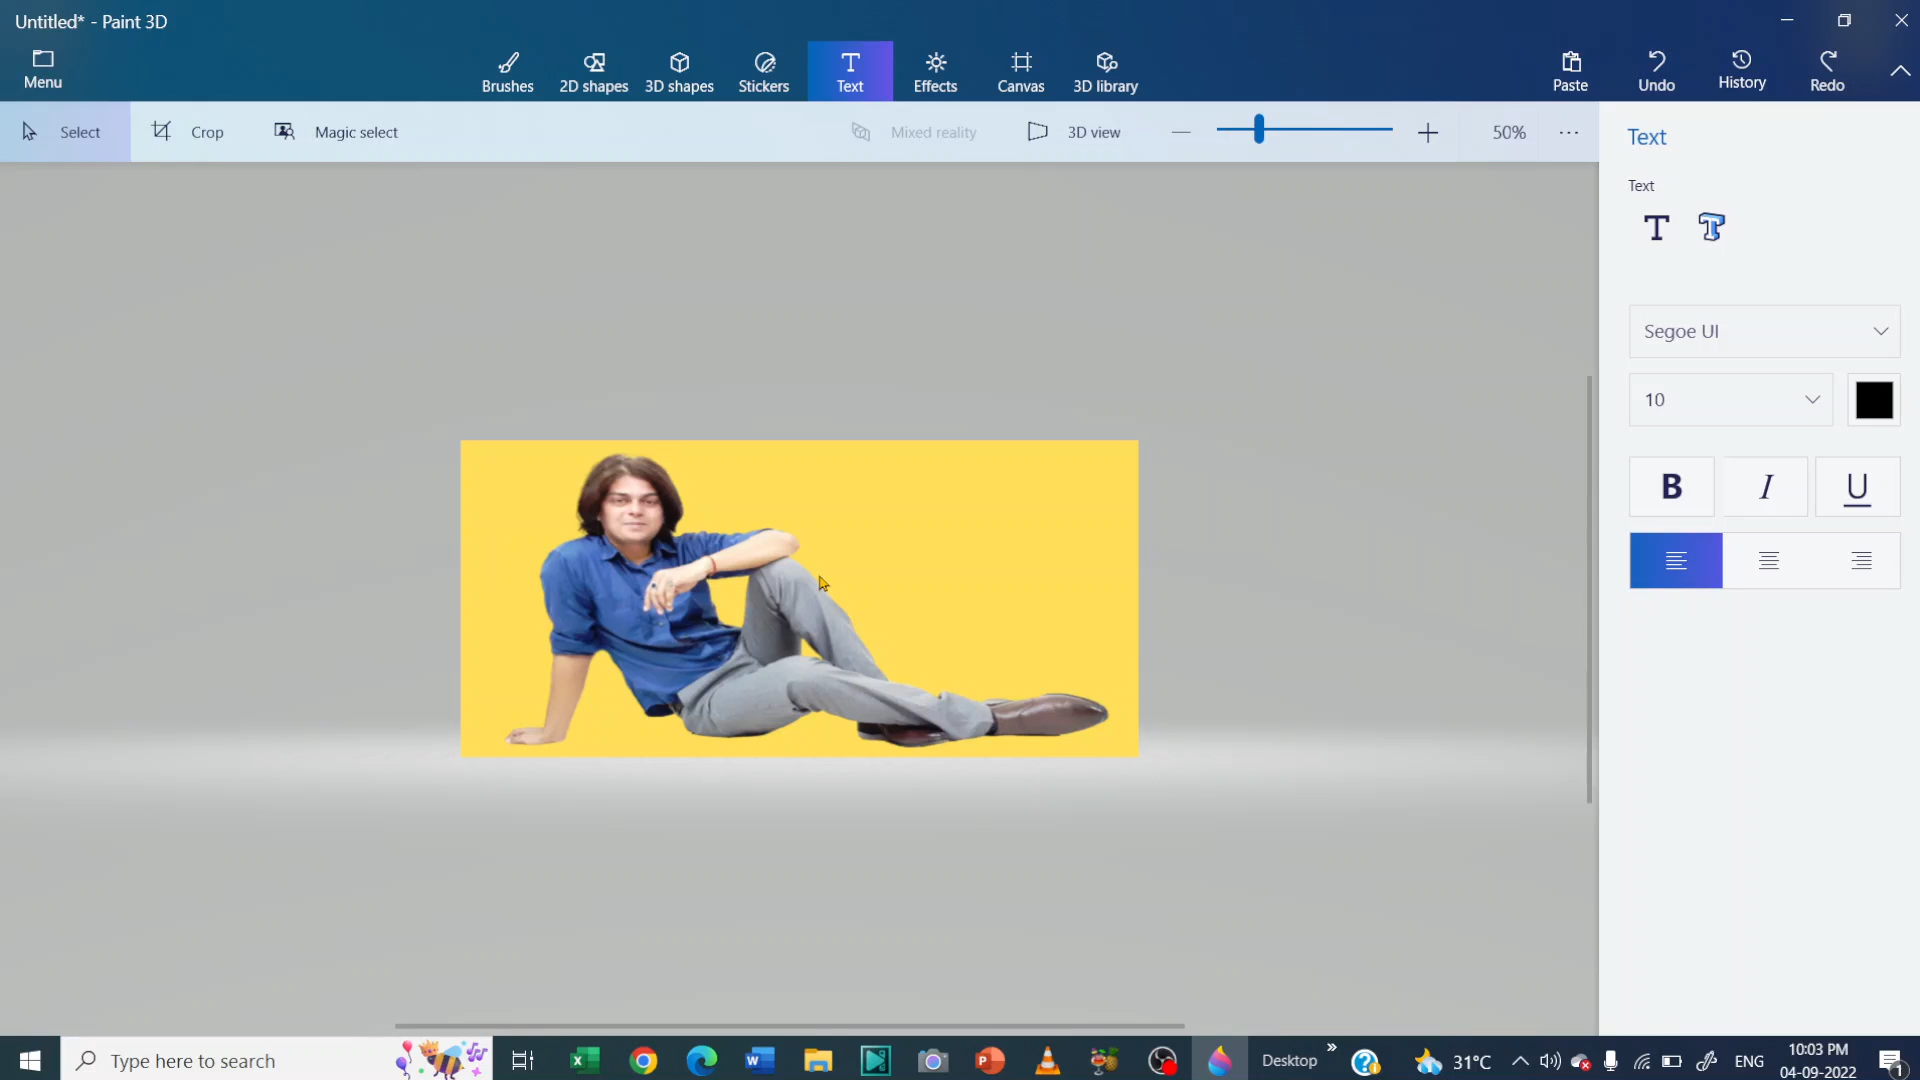 Untitled* - Paint 3D
Menu
Brushes
2D shapes
3D shapes
Stickers
Text
Effects
Canvas
3D library
Paste
Undo
History
Redo
Select
Crop
Magic select
Mixed reality
3D view
50%
Text
Text
Segoe UI
10
B
I
U
Type here to search
Desktop
31°C
ENG
10:03 PM
04-09-2022
1